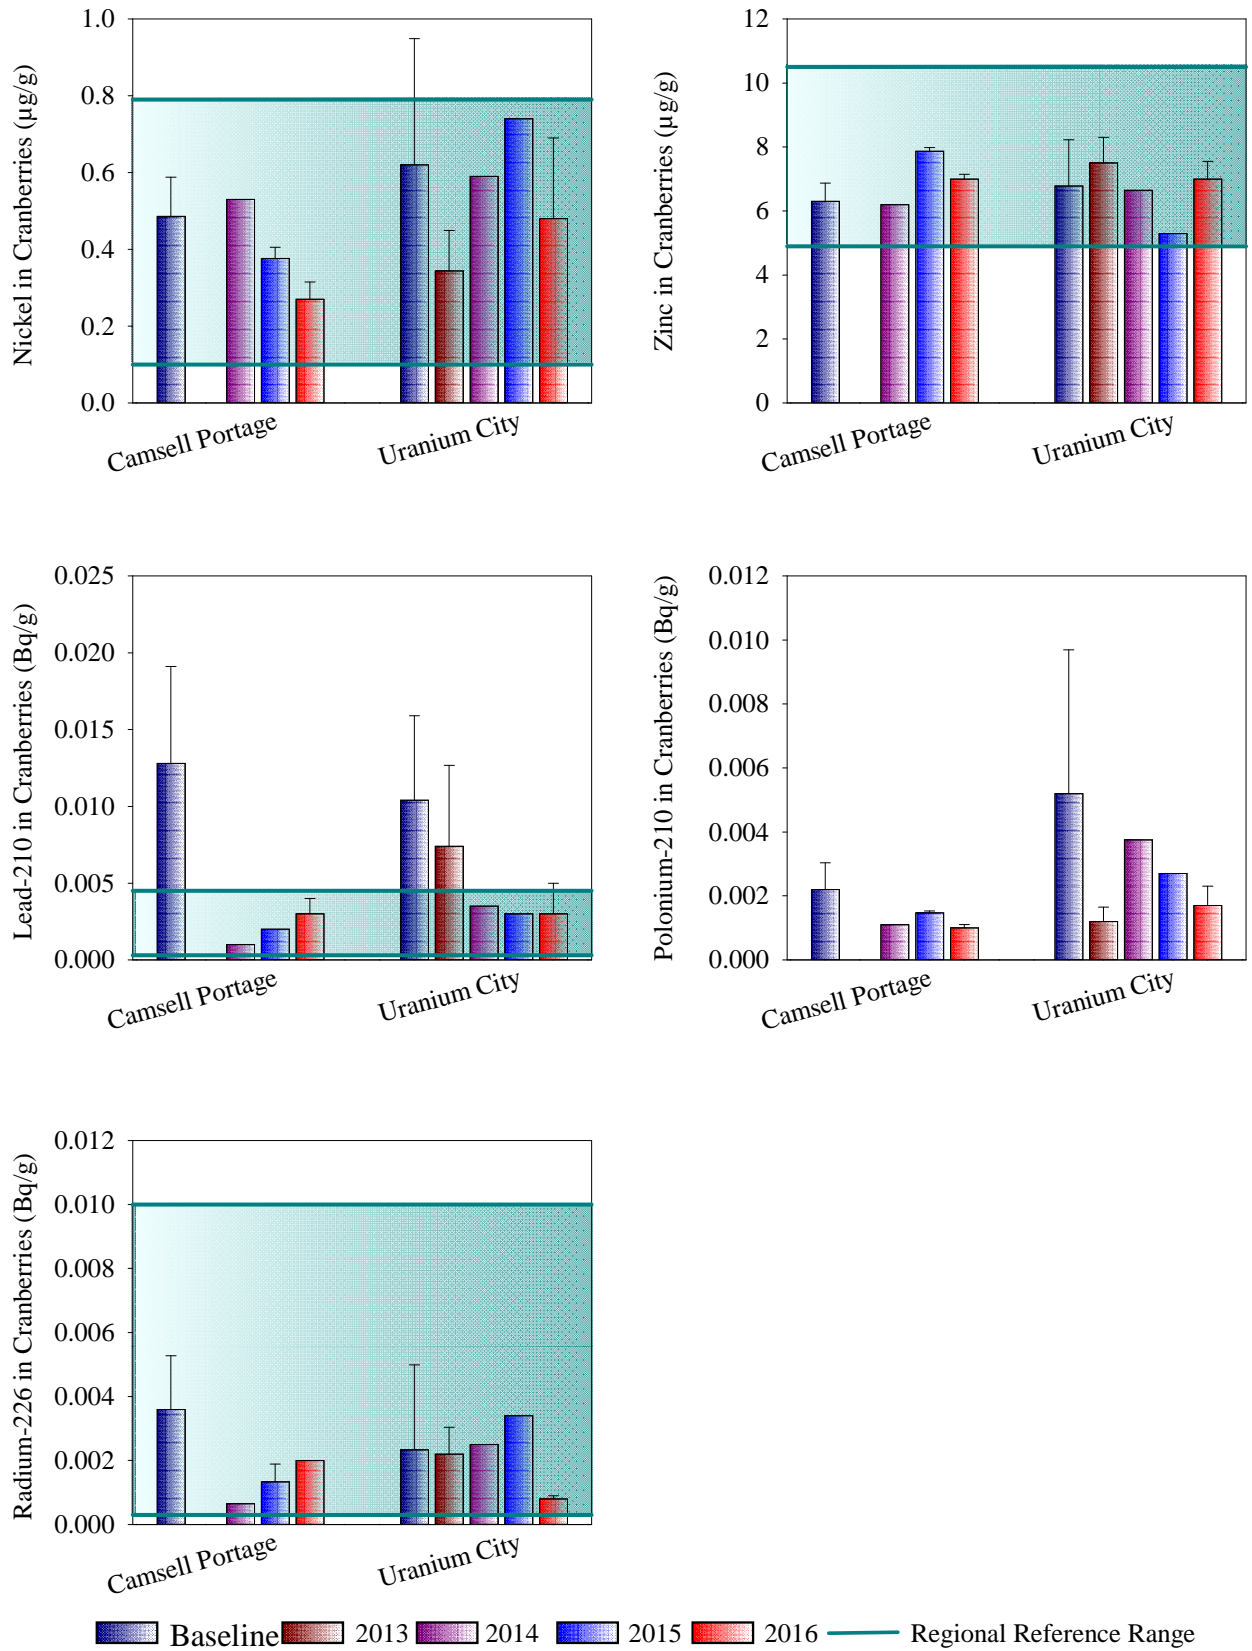 Nickel in Cranberries (µg/g)
1.0
0.8
0.6
0.4
0.2
0.0
Camsell Portage
Uranium City
Zinc in Cranberries (µg/g)
12
10
8
6
4
2
0
Camsell Portage
Uranium City
Lead-210 in Cranberries (Bq/g)
0.025
0.020
0.015
0.010
0.005
0.000
Camsell Portage
Uranium City
Polonium-210 in Cranberries (Bq/g)
0.012
0.010
0.008
0.006
0.004
0.002
0.000
Camsell Portage
Uranium City
Radium-226 in Cranberries (Bq/g)
0.012
0.010
0.008
0.006
0.004
0.002
0.000
Camsell Portage
Uranium City
Baseline 2013 2014 2015 2016 Regional Reference Range